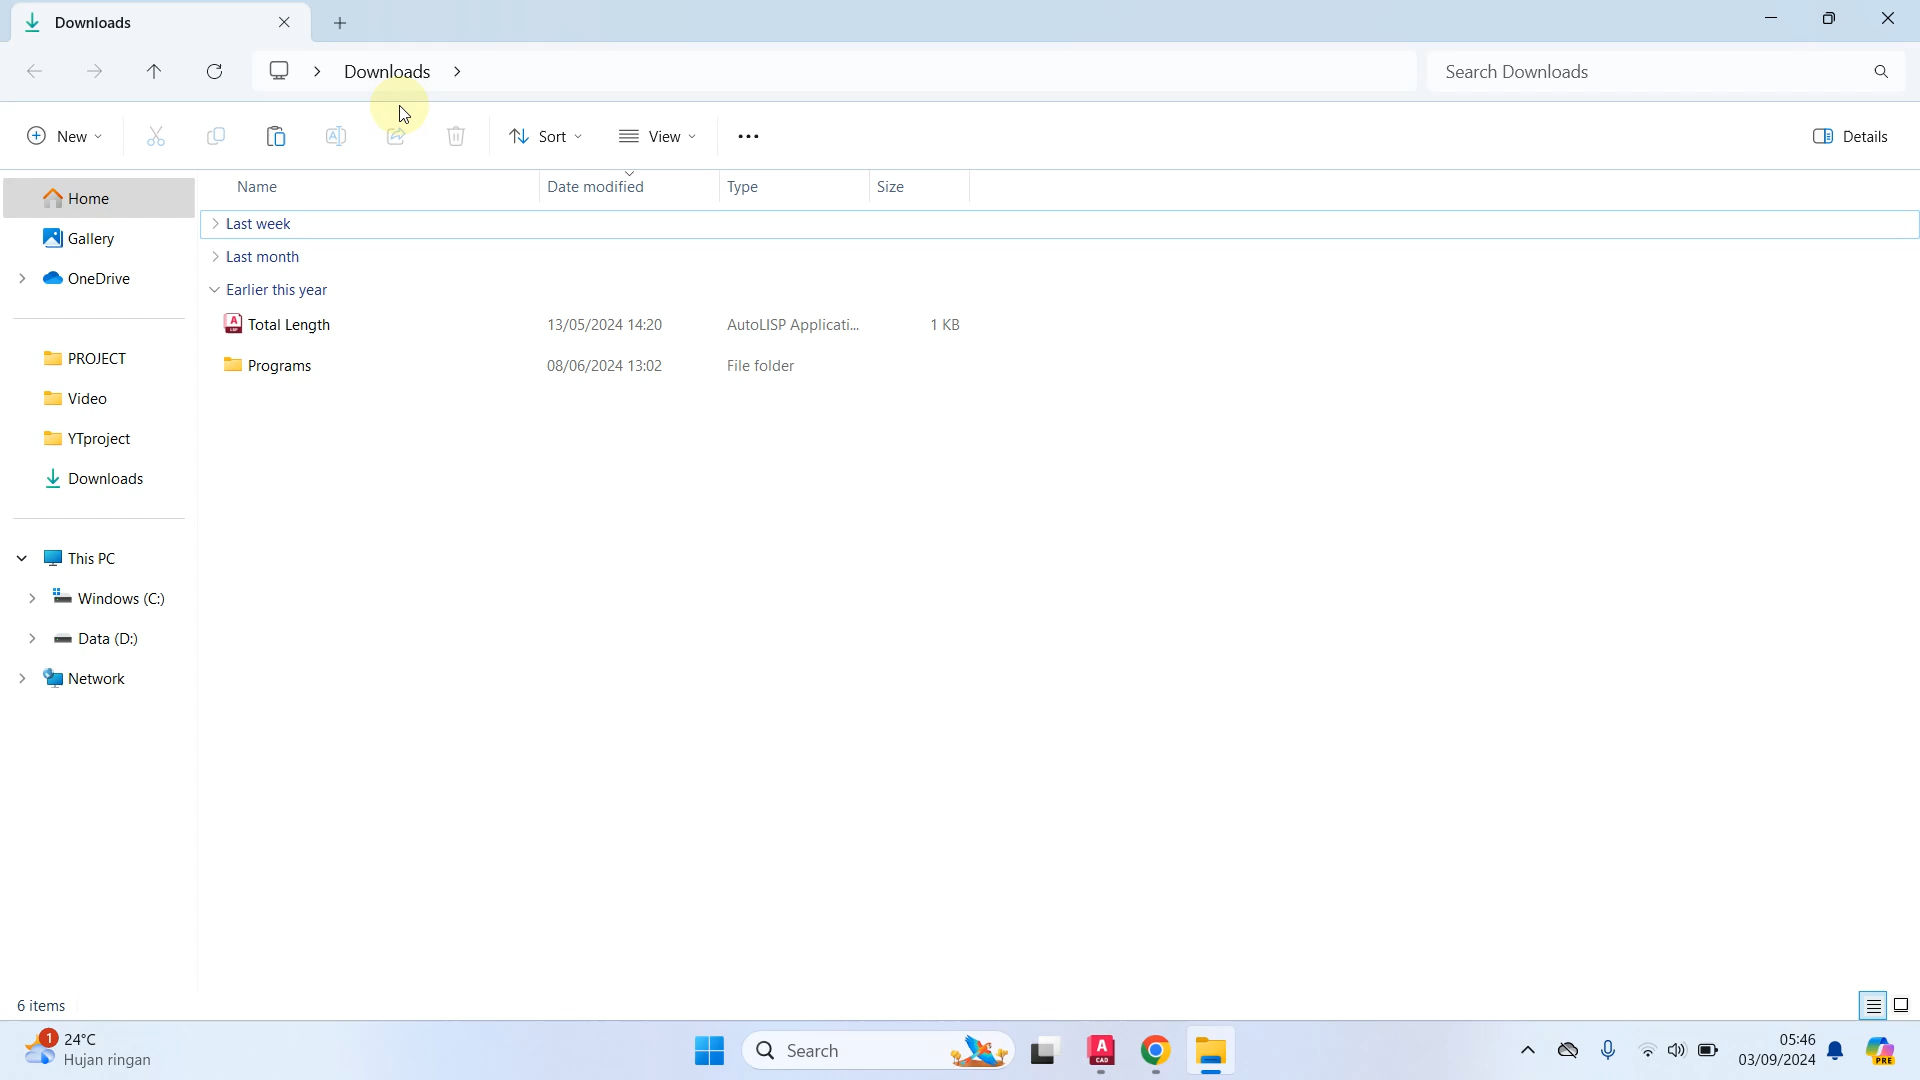 Downloads
Downloads
Search Downloads
New
Sort
View
Details
Name Date modified Type Size
Home
Gallery
OneDrive
PROJECT
Video
YTproject
Downloads
This PC
Windows (C:)
Data (D:)
Network
Last week
Last month
Earlier this year
Total Length 13/05/2024 14:20 AutoLISP Applicati... 1 KB
Programs 08/06/2024 13:02 File folder
6 items
1
24°C
Hujan ringan
Search
A
CAD
05:46
03/09/2024
PRE